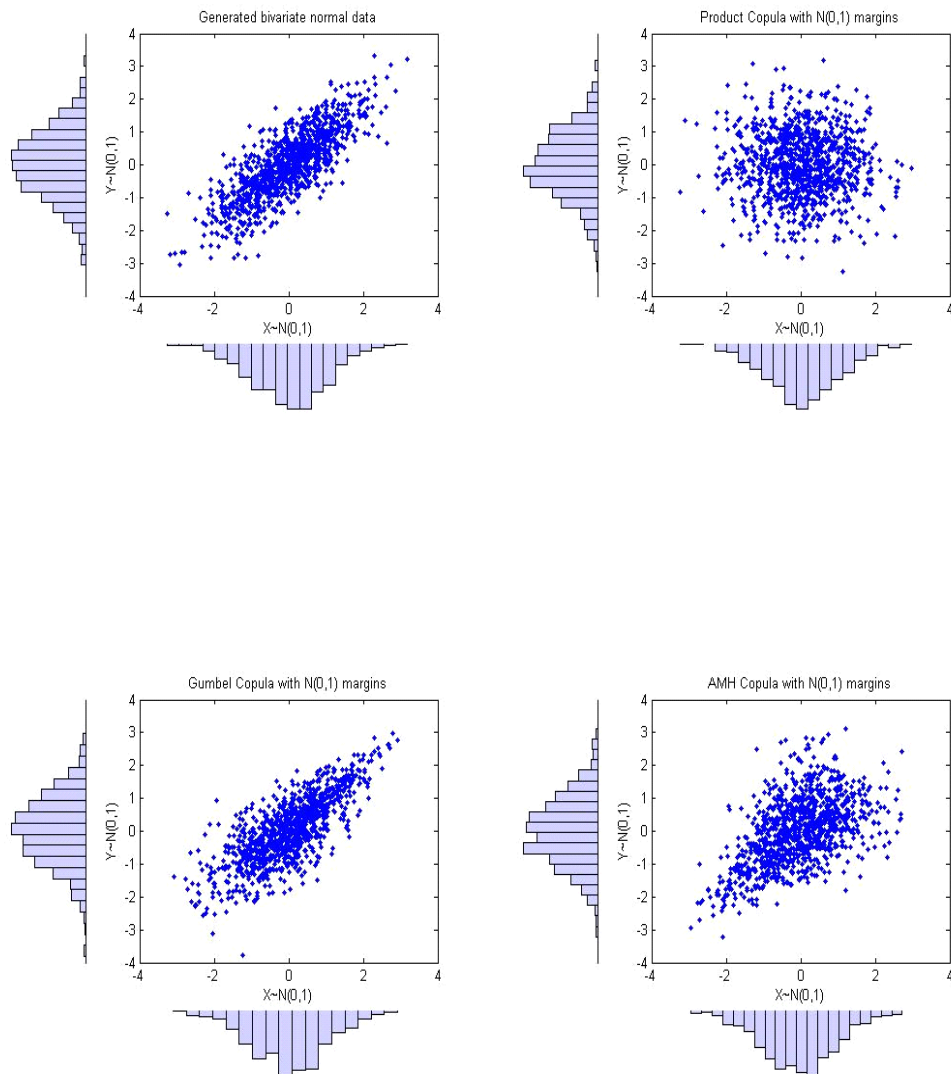 Generated bivariate normal data
4
3
2
1
0
-1
-2
-3
-4
Y~N(0,1)
-4 -2 0 2 4
X~N(0,1)
Product Copula with N(0,1) margins
4
3
2
1
0
-1
-2
-3
-4
Y~N(0,1)
-4 -2 0 2 4
X~N(0,1)
Gumbel Copula with N(0,1) margins
4
3
2
1
0
-1
-2
-3
-4
Y~N(0,1)
-4 -2 0 2 4
X~N(0,1)
AMH Copula with N(0,1) margins
4
3
2
1
0
-1
-2
-3
-4
Y~N(0,1)
-4 -2 0 2 4
X~N(0,1)